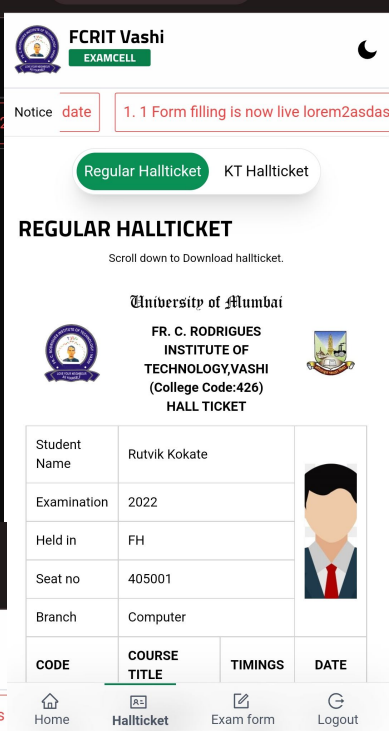 FCRIT Vashi
EXAMCELL
Notice date 1. 1 Form filling is now live lorem2asdas
Regular Hallticket KT Hallticket
REGULAR HALLTICKET
Scroll down to Download hallticket.
University of Mumbai
FR. C. RODRIGUES
INSTITUTE OF
TECHNOLOGY,VASHI
(College Code:426)
HALL TICKET
Student
Name
Rutvik Kokate
Examination 2022
Held in FH
Seat no 405001
Branch Computer
CODE COURSE
TITLE TIMINGS DATE
Home Hallticket Exam form Logout